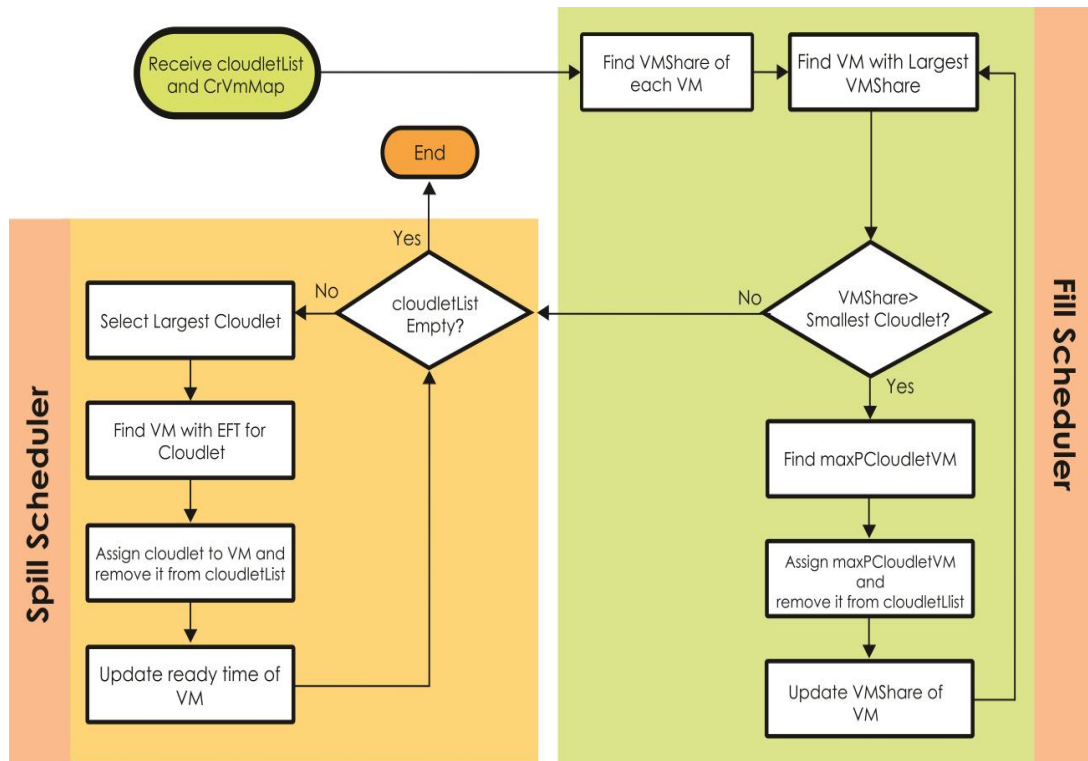 Receive cloudletList
and CrVmMap
Find VMShare of
each VM
Find VM with Largest
VMShare
End
Yes
VMShare>
Smallest Cloudlet?
No
Yes
cloudletList
Empty?
No
Select Largest Cloudlet
Find VM with EFT for
Cloudlet
Assign cloudlet to VM and
remove it from cloudletList
Update ready time of
VM
Find maxPCloudletVM
Assign maxPCloudletVM
and
remove it from cloudletLlist
Update VMShare of
VM
Spill Scheduler
Fill Scheduler